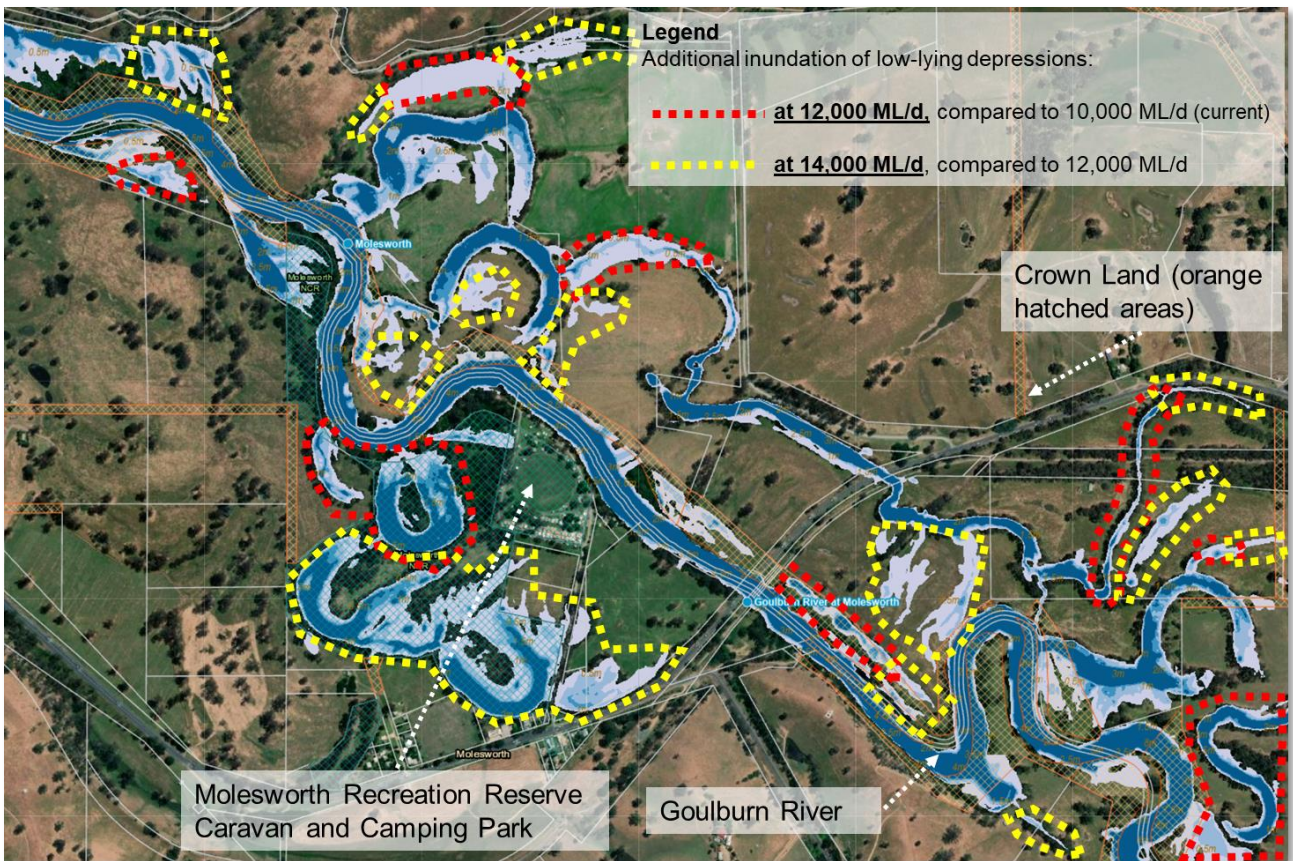 Legend
Additional inundation of low-lying depressions:
at 12,000 ML/d, compared to 10,000 ML/d (current)
at 14,000 ML/d, compared to 12,000 ML/d
Molesworth
Molesworth
NCR
Crown Land (orange
hatched areas)
NCR
Goulburn River at Molesworth
Molesworth
Molesworth Recreation Reserve
Caravan and Camping Park
Goulburn River